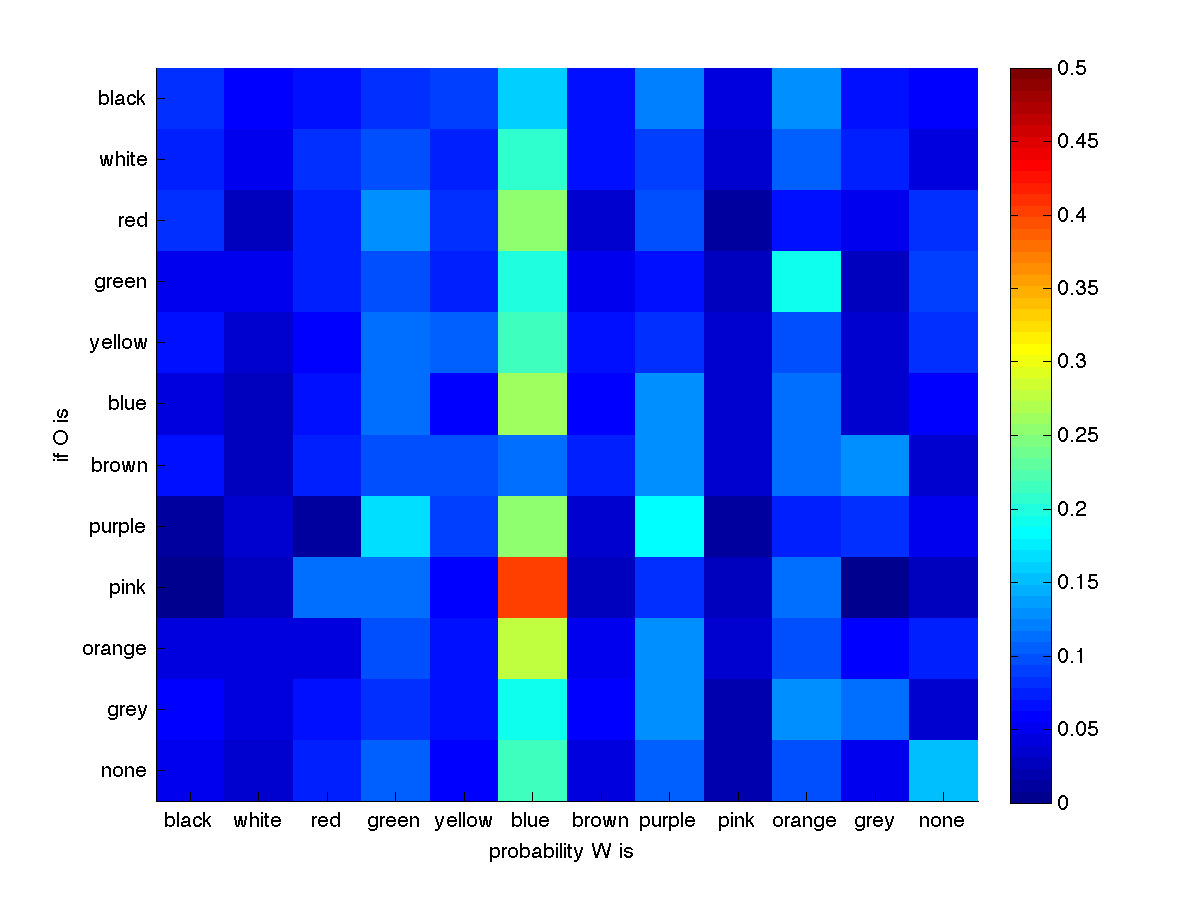 black
white
red
green
yellow
blue
brown
purple
pink
orange
grey
none
if O is
black white red green yellow blue brown purple pink orange grey none
probability W is
0.5
0.45
0.4
0.35
0.3
0.25
0.2
0.15
0.1
0.05
0